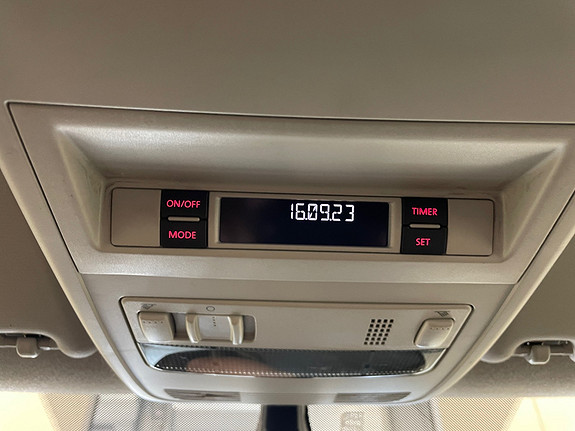 ON/OFF
16.09.23
TIMER
MODE
SET